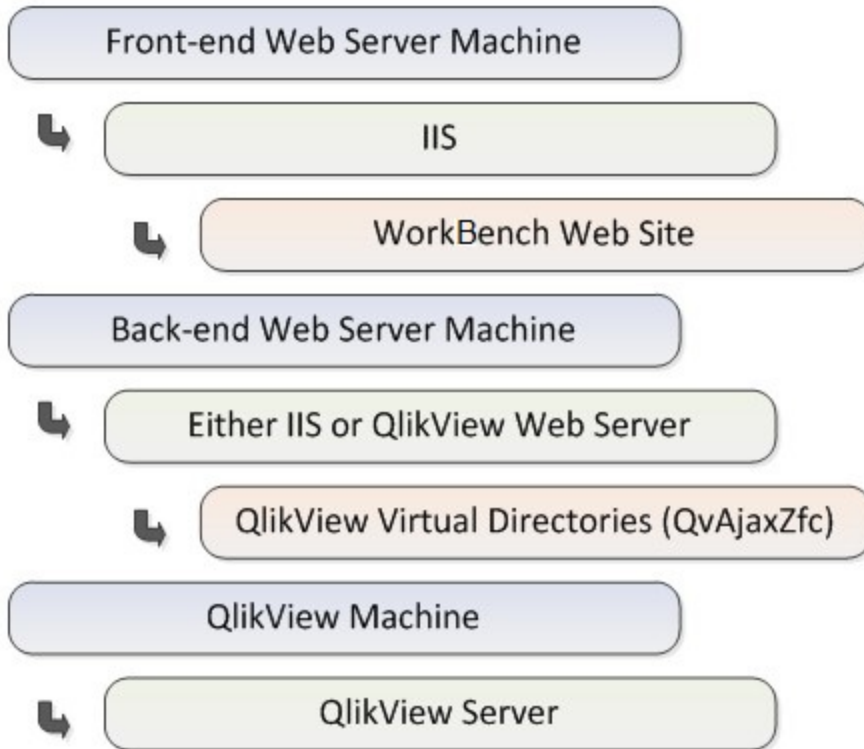 Front-end Web Server Machine
IIS
WorkBench Web Site
Back-end Web Server Machine
Either IIS or QlikView Web Server
QlikView Virtual Directories (QvAjaxZfc)
QlikView Machine
QlikView Server